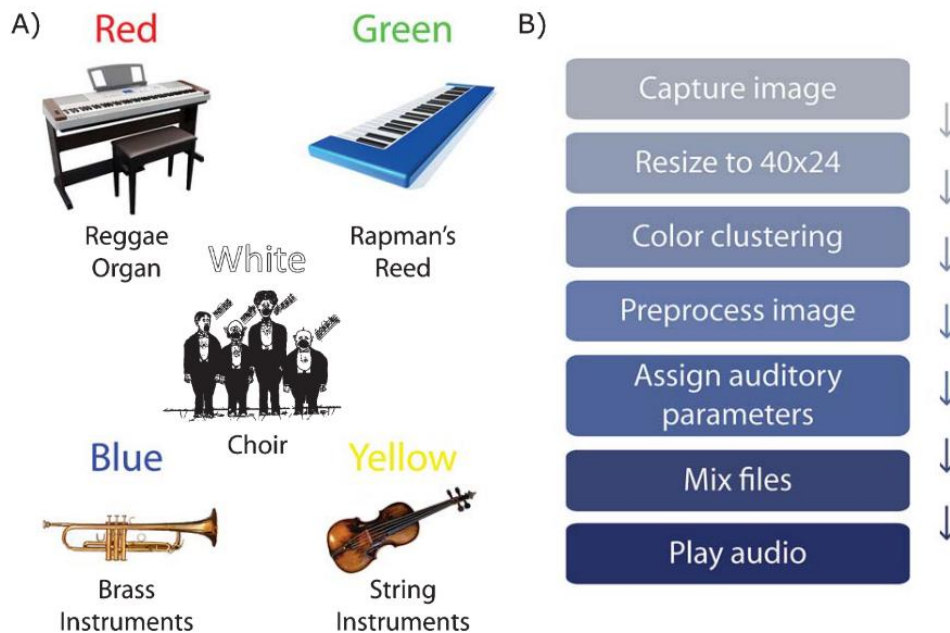 A)
Red
Green
Reggae
Organ
Rapman's
Reed
White
Choir
Blue
Yellow
Brass
Instruments
String
Instruments
B)
Capture image
Resize to 40x24
Color clustering
Preprocess image
Assign auditory
parameters
Mix files
Play audio